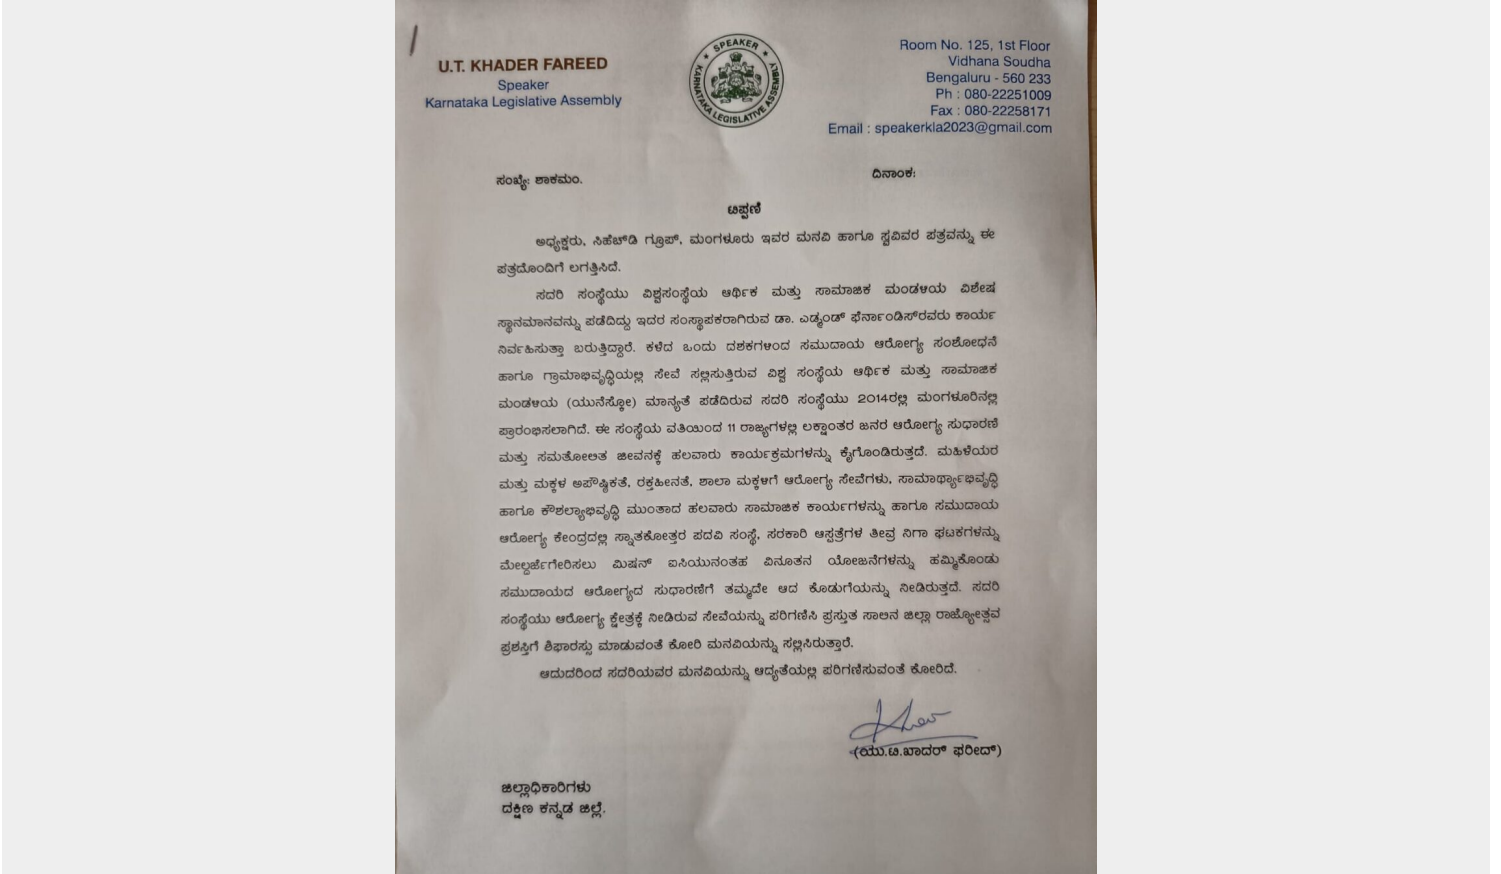 U.T. KHADER FAREED
Speaker
Karnataka Legislative Assembly
SPEAKER
KARNATAKA LEGISLATIVE ASSEMBLY
Room No. 125, 1st Floor
Vidhana Soudha
Bengaluru - 560 233
Ph : 080-22251009
Fax : 080-22258171
Email : speakerkla2023@gmail.com
ಸಂಖ್ಯೆ: ಶಾಕಮಂ.
ದಿನಾಂಕ:
ಟಿಪ್ಪಣಿ
ಅಧ್ಯಕ್ಷರು, ಸಿಹೆಚ್‌ಡಿ ಗ್ರೂಪ್, ಮಂಗಳೂರು ಇವರ ಮನವಿ ಹಾಗೂ ಸ್ವವಿವರ ಪತ್ರವನ್ನು ಈ
ಪತ್ರದೊಂದಿಗೆ ಲಗತ್ತಿಸಿದೆ.
ಸದರಿ ಸಂಸ್ಥೆಯು ವಿಶ್ವಸಂಸ್ಥೆಯ ಆರ್ಥಿಕ ಮತ್ತು ಸಾಮಾಜಿಕ ಮಂಡಳಿಯ ವಿಶೇಷ
ಸ್ಥಾನಮಾನವನ್ನು ಪಡೆದಿದ್ದು ಇದರ ಸಂಸ್ಥಾಪಕರಾಗಿರುವ ಡಾ. ಎಡ್ಮಂಡ್ ಫೆರ್ನಾಂಡಿಸ್‌ರವರು ಕಾರ್ಯ
ನಿರ್ವಹಿಸುತ್ತಾ ಬರುತ್ತಿದ್ದಾರೆ. ಕಳೆದ ಒಂದು ದಶಕಗಳಿಂದ ಸಮುದಾಯ ಆರೋಗ್ಯ ಸಂಶೋಧನೆ
ಹಾಗೂ ಗ್ರಾಮಾಭಿವೃದ್ಧಿಯಲ್ಲಿ ಸೇವೆ ಸಲ್ಲಿಸುತ್ತಿರುವ ವಿಶ್ವ ಸಂಸ್ಥೆಯ ಆರ್ಥಿಕ ಮತ್ತು ಸಾಮಾಜಿಕ
ಮಂಡಳಿಯ (ಯುನೆಸ್ಕೋ) ಮಾನ್ಯತೆ ಪಡೆದಿರುವ ಸದರಿ ಸಂಸ್ಥೆಯು 2014ರಲ್ಲಿ ಮಂಗಳೂರಿನಲ್ಲಿ
ಪ್ರಾರಂಭಿಸಲಾಗಿದೆ. ಈ ಸಂಸ್ಥೆಯ ವತಿಯಿಂದ 11 ರಾಜ್ಯಗಳಲ್ಲಿ ಲಕ್ಷಾಂತರ ಜನರ ಆರೋಗ್ಯ ಸುಧಾರಣೆ
ಮತ್ತು ಸಮತೋಲಿತ ಜೀವನಕ್ಕೆ ಹಲವಾರು ಕಾರ್ಯಕ್ರಮಗಳನ್ನು ಕೈಗೊಂಡಿರುತ್ತದೆ. ಮಹಿಳೆಯರ
ಮತ್ತು ಮಕ್ಕಳ ಅಪೌಷ್ಠಿಕತೆ, ರಕ್ತಹೀನತೆ, ಶಾಲಾ ಮಕ್ಕಳಿಗೆ ಆರೋಗ್ಯ ಸೇವೆಗಳು, ಸಾಮಾರ್ಥ್ಯಾಭಿವೃದ್ಧಿ
ಹಾಗೂ ಕೌಶಲ್ಯಾಭಿವೃದ್ಧಿ ಮುಂತಾದ ಹಲವಾರು ಸಾಮಾಜಿಕ ಕಾರ್ಯಗಳನ್ನು ಹಾಗೂ ಸಮುದಾಯ
ಆರೋಗ್ಯ ಕೇಂದ್ರದಲ್ಲಿ ಸ್ನಾತಕೋತ್ತರ ಪದವಿ ಸಂಸ್ಥೆ, ಸರಕಾರಿ ಆಸ್ಪತ್ರೆಗಳ ತೀವ್ರ ನಿಗಾ ಘಟಕಗಳನ್ನು
ಮೇಲ್ದರ್ಜೆಗೇರಿಸಲು ಮಿಷನ್ ಐಸಿಯುನಂತಹ ವಿನೂತನ ಯೋಜನೆಗಳನ್ನು ಹಮ್ಮಿಕೊಂಡು
ಸಮುದಾಯದ ಆರೋಗ್ಯದ ಸುಧಾರಣೆಗೆ ತಮ್ಮದೇ ಆದ ಕೊಡುಗೆಯನ್ನು ನೀಡಿರುತ್ತದೆ. ಸದರಿ
ಸಂಸ್ಥೆಯು ಆರೋಗ್ಯ ಕ್ಷೇತ್ರಕ್ಕೆ ನೀಡಿರುವ ಸೇವೆಯನ್ನು ಪರಿಗಣಿಸಿ ಪ್ರಸ್ತುತ ಸಾಲಿನ ಜಿಲ್ಲಾ ರಾಜ್ಯೋತ್ಸವ
ಪ್ರಶಸ್ತಿಗೆ ಶಿಫಾರಸ್ಸು ಮಾಡುವಂತೆ ಕೋರಿ ಮನವಿಯನ್ನು ಸಲ್ಲಿಸಿರುತ್ತಾರೆ.
ಆದುದರಿಂದ ಸದರಿಯವರ ಮನವಿಯನ್ನು ಆದ್ಯತೆಯಲ್ಲಿ ಪರಿಗಣಿಸುವಂತೆ ಕೋರಿದೆ.
(ಯು.ಟಿ.ಖಾದರ್ ಫರೀದ್)
ಜಿಲ್ಲಾಧಿಕಾರಿಗಳು
ದಕ್ಷಿಣ ಕನ್ನಡ ಜಿಲ್ಲೆ.